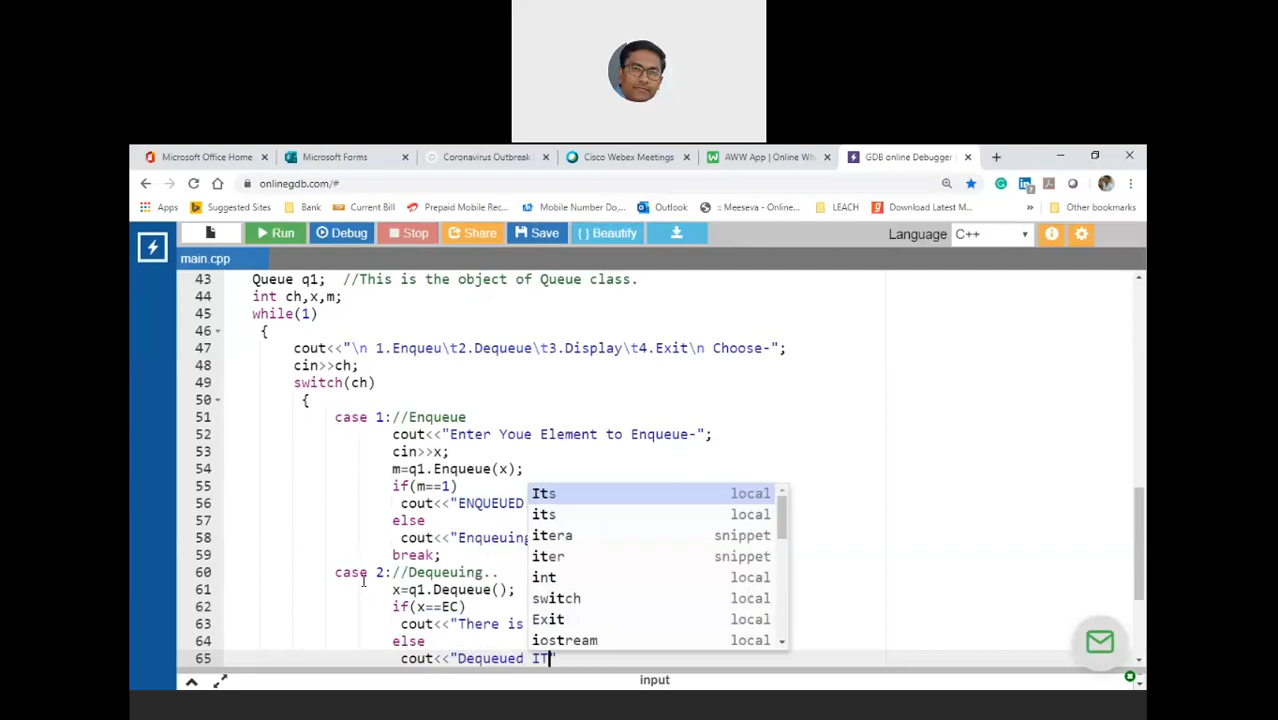 Microsoft Office Home
Microsoft Forms
Coronavirus Outbreak
Cisco Webex Meetings
AWW App | Online Wh
GDB online Debugger
onlinegdb.com/#
Apps
Suggested Sites
Bank
Current Bill
Prepaid Mobile Rec...
Mobile Number Do,...
Outlook
:: Meeseva - Online...
LEACH
Download Latest M...
»
Other bookmarks
Run
Debug
Stop
Share
Save
{ } Beautify
Language C++
main.cpp
43 Queue q1; //This is the object of Queue class.
44 int ch,x,m;
45 while(1)
46 {
47 cout<<"\n 1.Enqueu\t2.Dequeue\t3.Display\t4.Exit\n Choose-";
48 cin>>ch;
49 switch(ch)
50 {
51 case 1://Enqueue
52 cout<<"Enter Youe Element to Enqueue-";
53 cin>>x;
54 m=q1.Enqueue(x);
55 if(m==1)
56 cout<<"ENQUEUED
57 else
58 cout<<"Enqueuing
59 break;
60 case 2://Dequeuing..
61 x=q1.Dequeue();
62 if(x==EC)
63 cout<<"There is
64 else
65 cout<<"Dequeued IT"
Its local
its local
itera snippet
iter snippet
int local
switch local
Exit local
iostream local
input